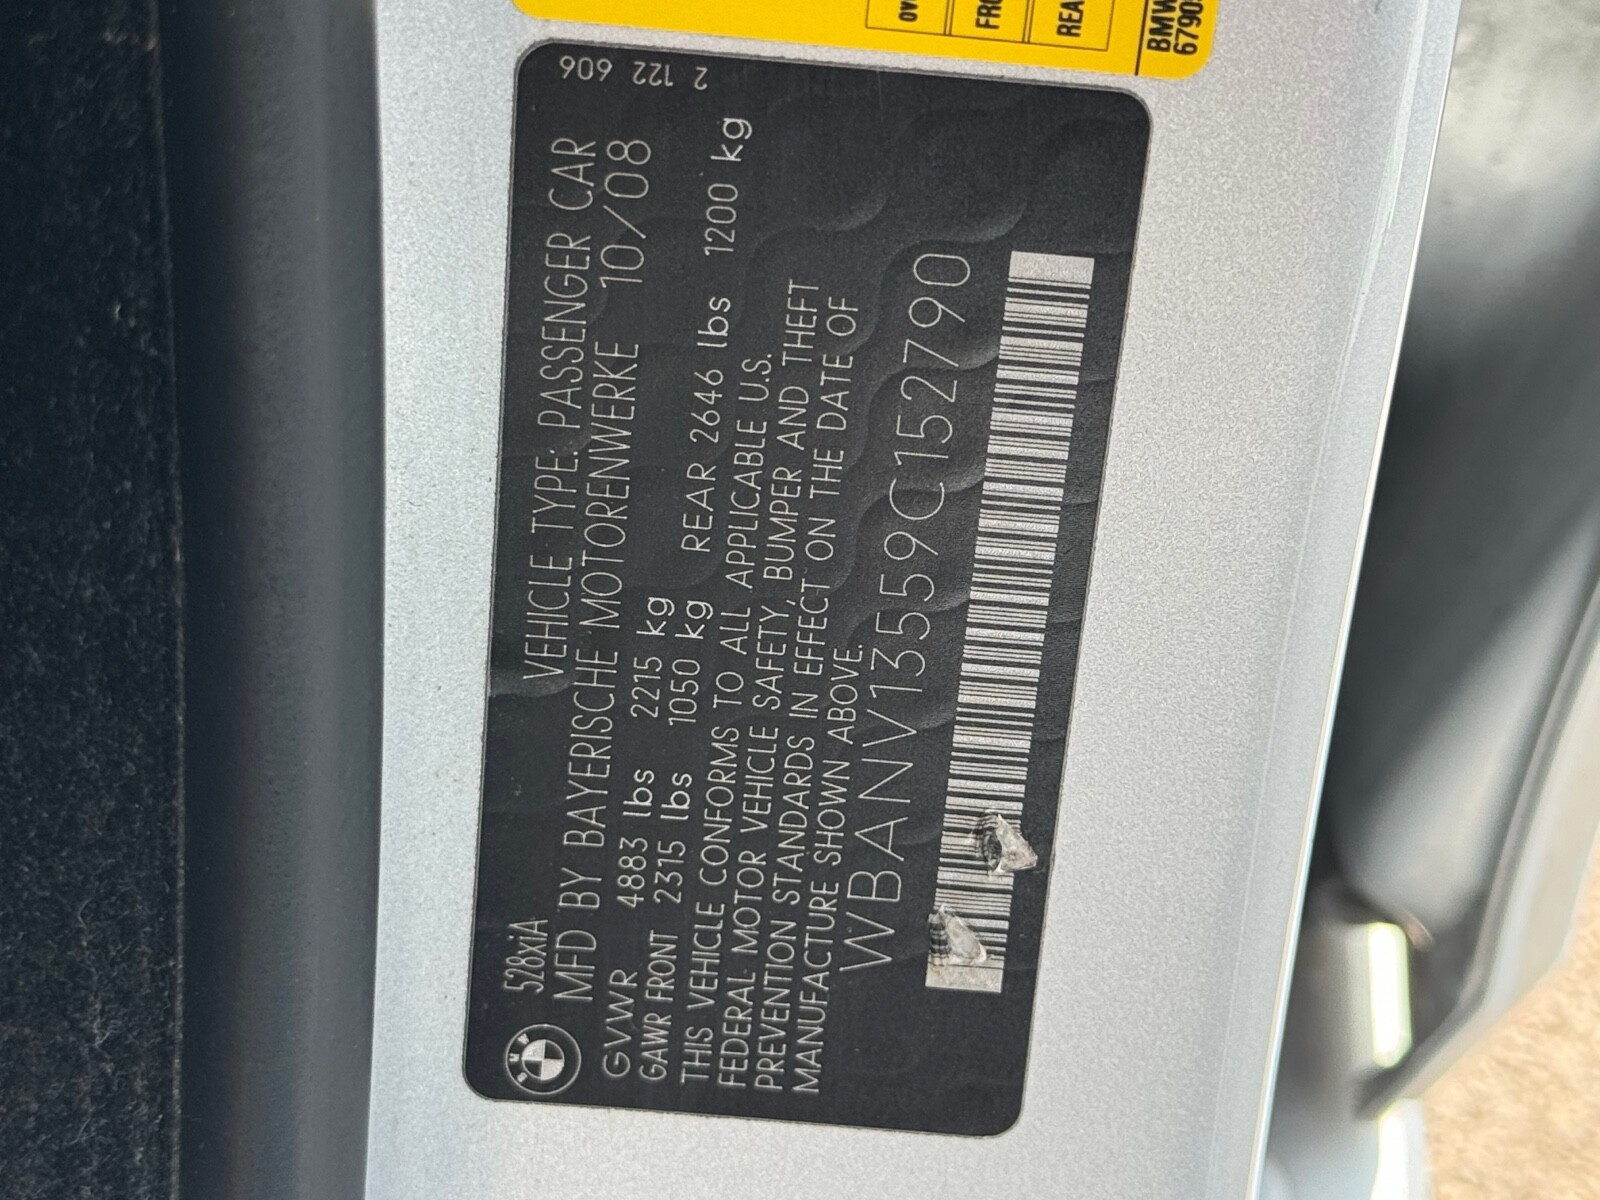 528xiA
VEHICLE TYPE: PASSENGER CAR
MFD BY BAYERISCHE MOTORENWERKE 10/08
GVWR 4883 lbs 2215 kg
GAWR FRONT 2315 lbs 1050 kg REAR 2646 lbs 1200 kg
THIS VEHICLE CONFORMS TO ALL APPLICABLE U.S.
FEDERAL MOTOR VEHICLE SAFETY, BUMPER AND THEFT
PREVENTION STANDARDS IN EFFECT ON THE DATE OF
MANUFACTURE SHOWN ABOVE.
WBANV13559C152790
2 122 606
BMW
BMW